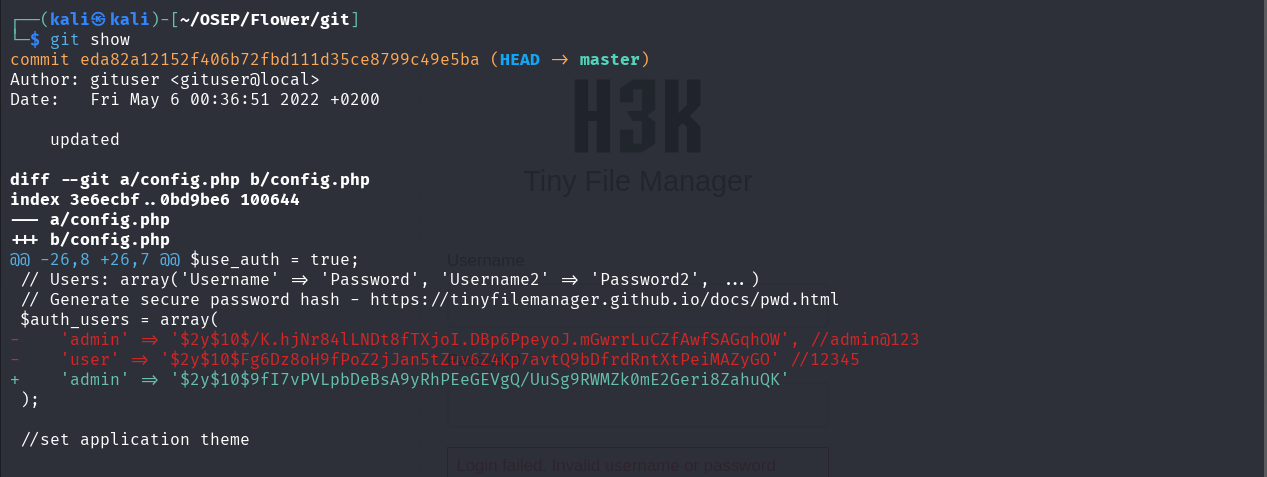 ┌──(kali㉿kali)-[~/OSEP/Flower/git]
└─$ git show
commit eda82a12152f406b72fbd111d35ce8799c49e5ba (HEAD -> master)
Author: gituser <gituser@local>
Date:   Fri May 6 00:36:51 2022 +0200

    updated

diff --git a/config.php b/config.php
index 3e6ecbf..0bd9be6 100644
--- a/config.php
+++ b/config.php
@@ -26,8 +26,7 @@ $use_auth = true;
 // Users: array('Username' => 'Password', 'Username2' => 'Password2', ...)
 // Generate secure password hash - https://tinyfilemanager.github.io/docs/pwd.html
 $auth_users = array(
-    'admin' => '$2y$10$/K.hjNr84lLNDt8fTXjoI.DBp6PpeyoJ.mGwrrLuCZfAwfSAGqhOW', //admin@123
-    'user' => '$2y$10$Fg6Dz8oH9fPoZ2jJan5tZuv6Z4Kp7avtQ9bDfrdRntXtPeiMAZyGO' //12345
+    'admin' => '$2y$10$9fI7vPVLpbDeBsA9yRhPEeGEVgQ/UuSg9RWMZk0mE2Geri8ZahuQK'
 );

 //set application theme
H3K
Tiny File Manager
Username
Login failed. Invalid username or password